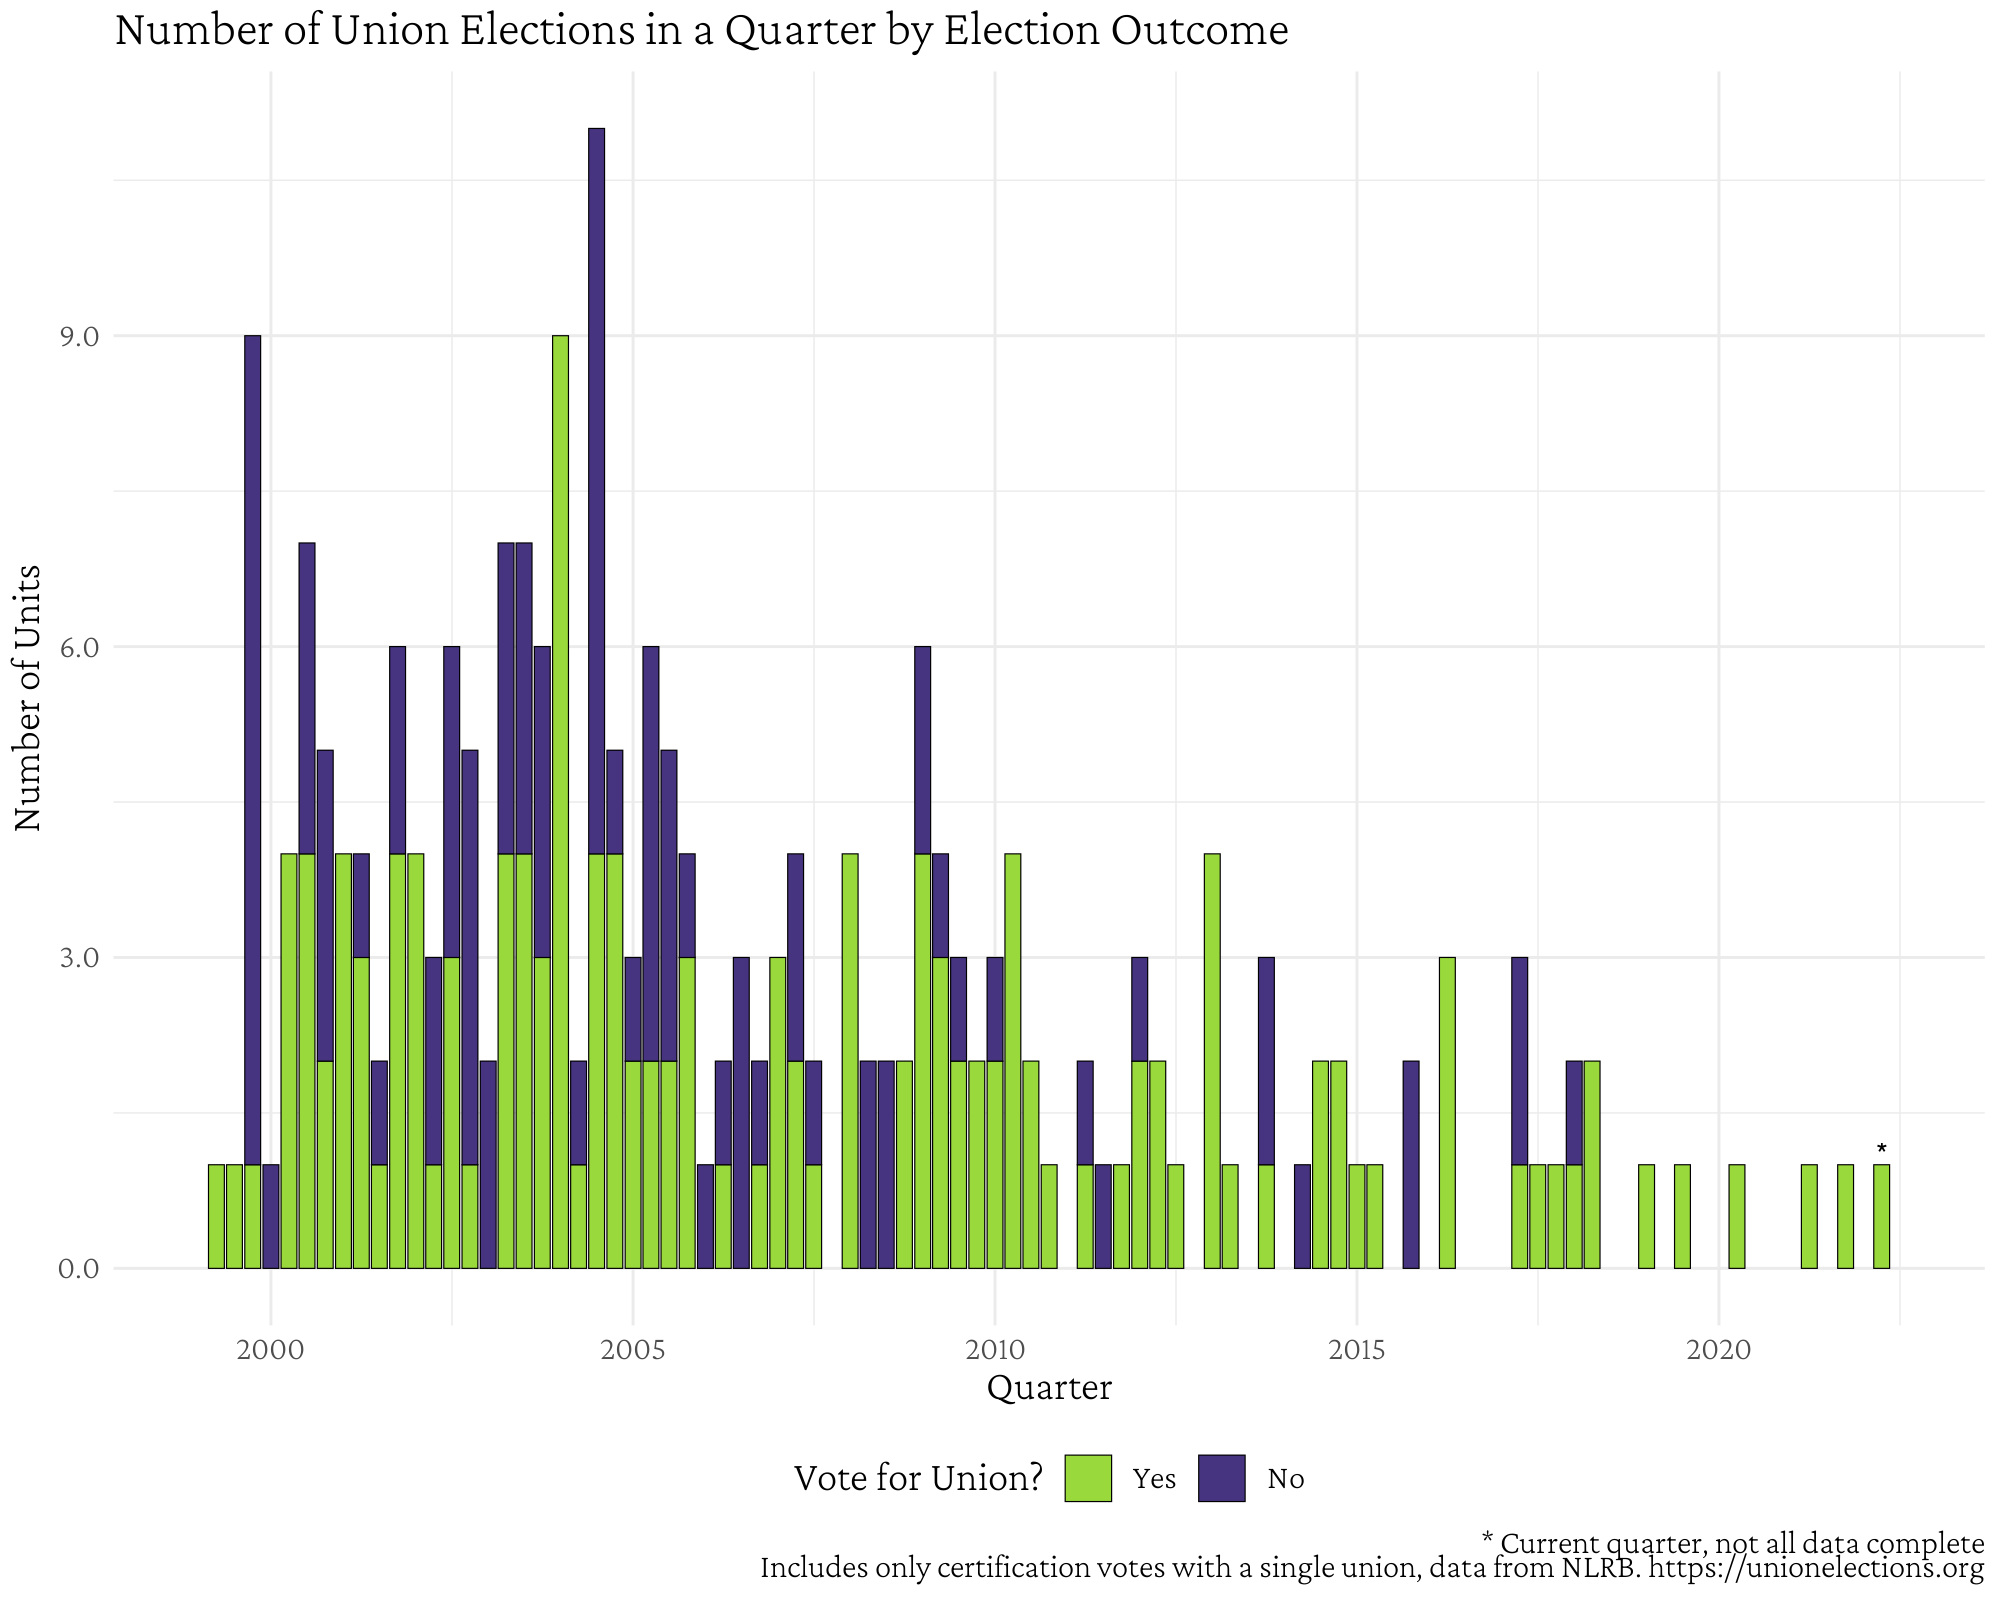 Number of Union Elections in a Quarter by Election Outcome
Number of Units
9.0
6.0
3.0
0.0
2000 2005 2010 2015 2020
*
Quarter
Vote for Union? Yes No
* Current quarter, not all data complete
Includes only certification votes with a single union, data from NLRB. https://unionelections.org